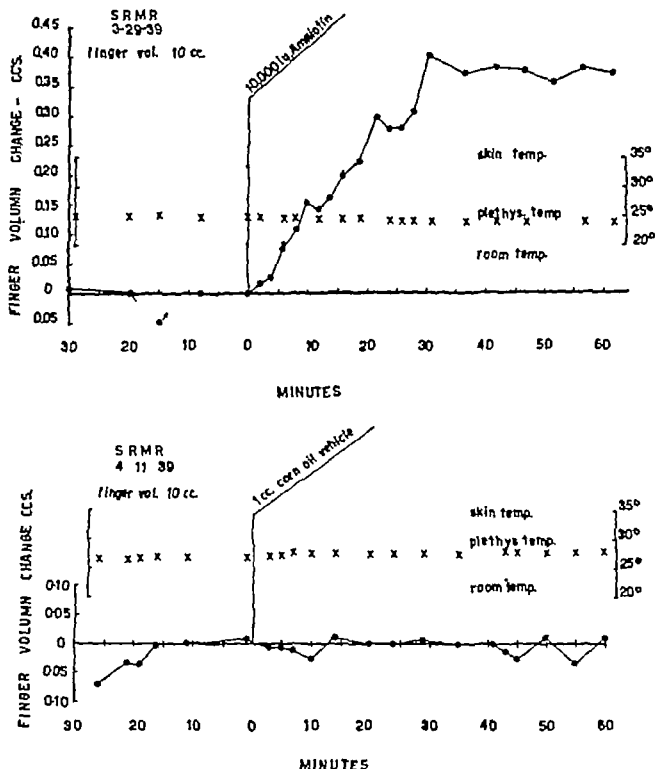 SRMR
3-29-39
finger vol. 10 cc.
10,000 I.U. Amniotin
FINGER VOLUMN CHANGE - CCS.
0.45
0.40
0.35
0.30
0.25
0.20
0.15
0.10
0.05
0
0.05
skin temp.
plethys. temp
room temp.
35°
30°
25°
20°
30 20 10 0 10 20 30 40 50 60
MINUTES
SRMR
4 11 39
finger vol. 10 cc.
1 cc. corn oil vehicle
FINGER VOLUMN CHANGE CCS.
0.10
0.05
0
0.05
0.10
skin temp.
plethys. temp.
room temp.
35°
30°
25°
20°
30 20 10 0 10 20 30 40 50 60
MINUTES